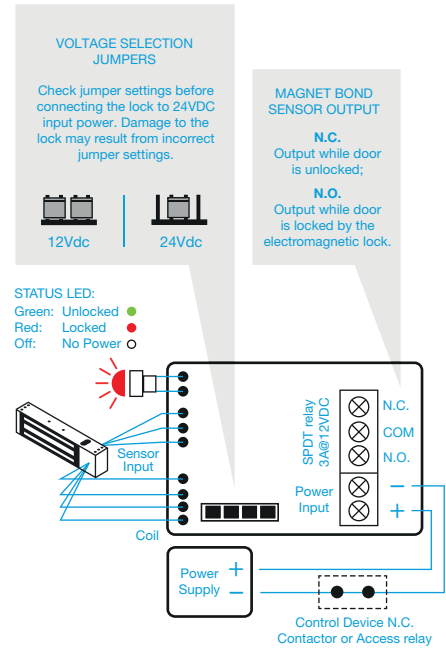 VOLTAGE SELECTION
JUMPERS
Check jumper settings before
connecting the lock to 24VDC
input power. Damage to the
lock may result from incorrect
jumper settings.
12Vdc
24Vdc
MAGNET BOND
SENSOR OUTPUT
N.C.
Output while door
is unlocked;
N.O.
Output while door
is locked by the
electromagnetic lock.
STATUS LED:
Green: Unlocked
Red: Locked
Off: No Power
Sensor
Input
Coil
SPDT relay
3A@12VDC
N.C.
COM
N.O.
Power
Input
−
+
Power
Supply
+
−
Control Device N.C.
Contactor or Access relay